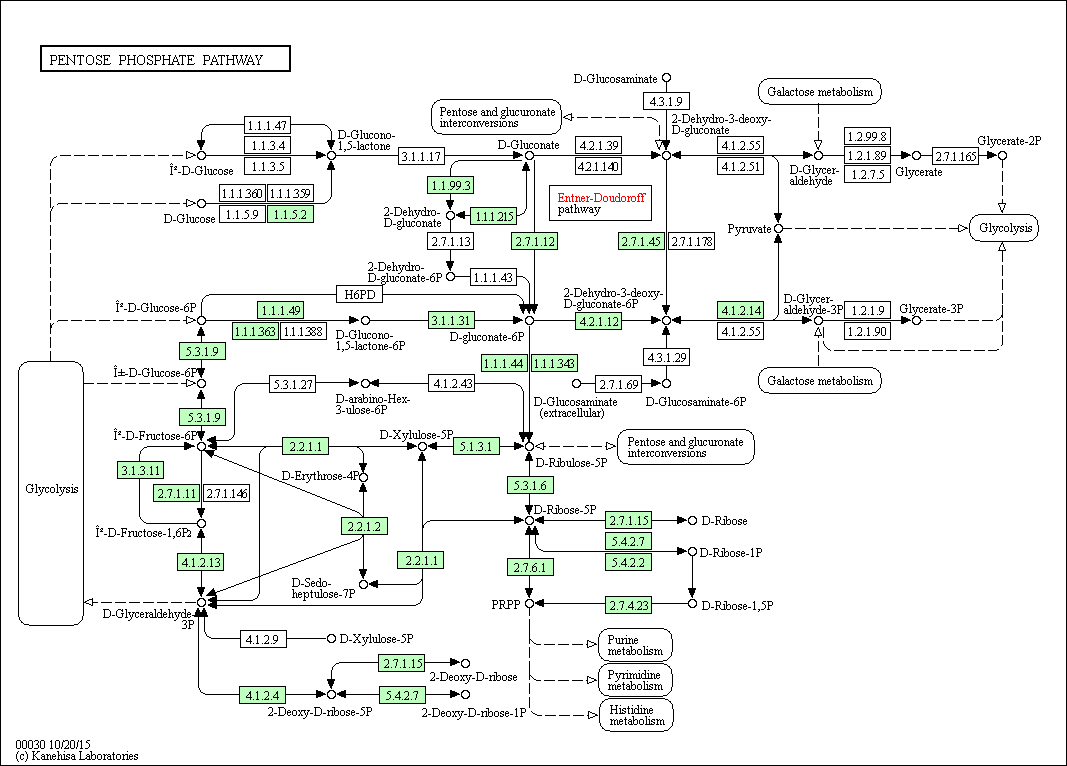 PENTOSE PHOSPHATE PATHWAY
D-Glucosaminate
4.3.1.9
Galactose metabolism
Pentose and glucuronate
interconversions
2-Dehydro-3-deoxy-
D-gluconate
1.1.1.47
D-Glucono-
1,5-lactone
1.1.3.4
1.1.3.5
Î²-D-Glucose
3.1.1.17
D-Gluconate
4.2.1.39
4.2.1.140
4.1.2.55
4.1.2.51
D-Glycer-
aldehyde
1.2.99.8
1.2.1.89
1.2.7.5
Glycerate
2.7.1.165
Glycerate-2P
1.1.1.360
1.1.1.359
1.1.5.9
1.1.5.2
D-Glucose
1.1.99.3
2-Dehydro-
D-gluconate
1.1.1.215
Entner-Doudoroff
pathway
2.7.1.13
2.7.1.12
2.7.1.45
2.7.1.178
Pyruvate
Glycolysis
2-Dehydro-
D-gluconate-6P
1.1.1.43
H6PD
2-Dehydro-3-deoxy-
D-gluconate-6P
Î²-D-Glucose-6P
1.1.1.49
1.1.1.363
1.1.1.388
D-Glucono-
1,5-lactone-6P
3.1.1.31
D-gluconate-6P
4.2.1.12
4.1.2.14
4.1.2.55
D-Glycer-
aldehyde-3P
1.2.1.9
1.2.1.90
Glycerate-3P
5.3.1.9
1.1.1.44
1.1.1.343
4.3.1.29
Î±-D-Glucose-6P
5.3.1.27
D-arabino-Hex-
3-ulose-6P
4.1.2.43
D-Glucosaminate
(extracellular)
2.7.1.69
D-Glucosaminate-6P
Galactose metabolism
5.3.1.9
Î²-D-Fructose-6P
2.2.1.1
D-Xylulose-5P
5.1.3.1
D-Ribulose-5P
Pentose and glucuronate
interconversions
3.1.3.11
D-Erythrose-4P
2.7.1.11
2.7.1.146
5.3.1.6
Glycolysis
Î²-D-Fructose-1,6P2
2.2.1.2
D-Ribose-5P
2.7.1.15
D-Ribose
5.4.2.7
5.4.2.2
D-Ribose-1P
4.1.2.13
2.2.1.1
2.7.6.1
D-Sedo-
heptulose-7P
D-Glyceraldehyde-
3P
PRPP
2.7.4.23
D-Ribose-1,5P
4.1.2.9
D-Xylulose-5P
Purine
metabolism
2.7.1.15
2-Deoxy-D-ribose
Pyrimidine
metabolism
4.1.2.4
2-Deoxy-D-ribose-5P
5.4.2.7
2-Deoxy-D-ribose-1P
Histidine
metabolism
00030 10/20/15
(c) Kanehisa Laboratories